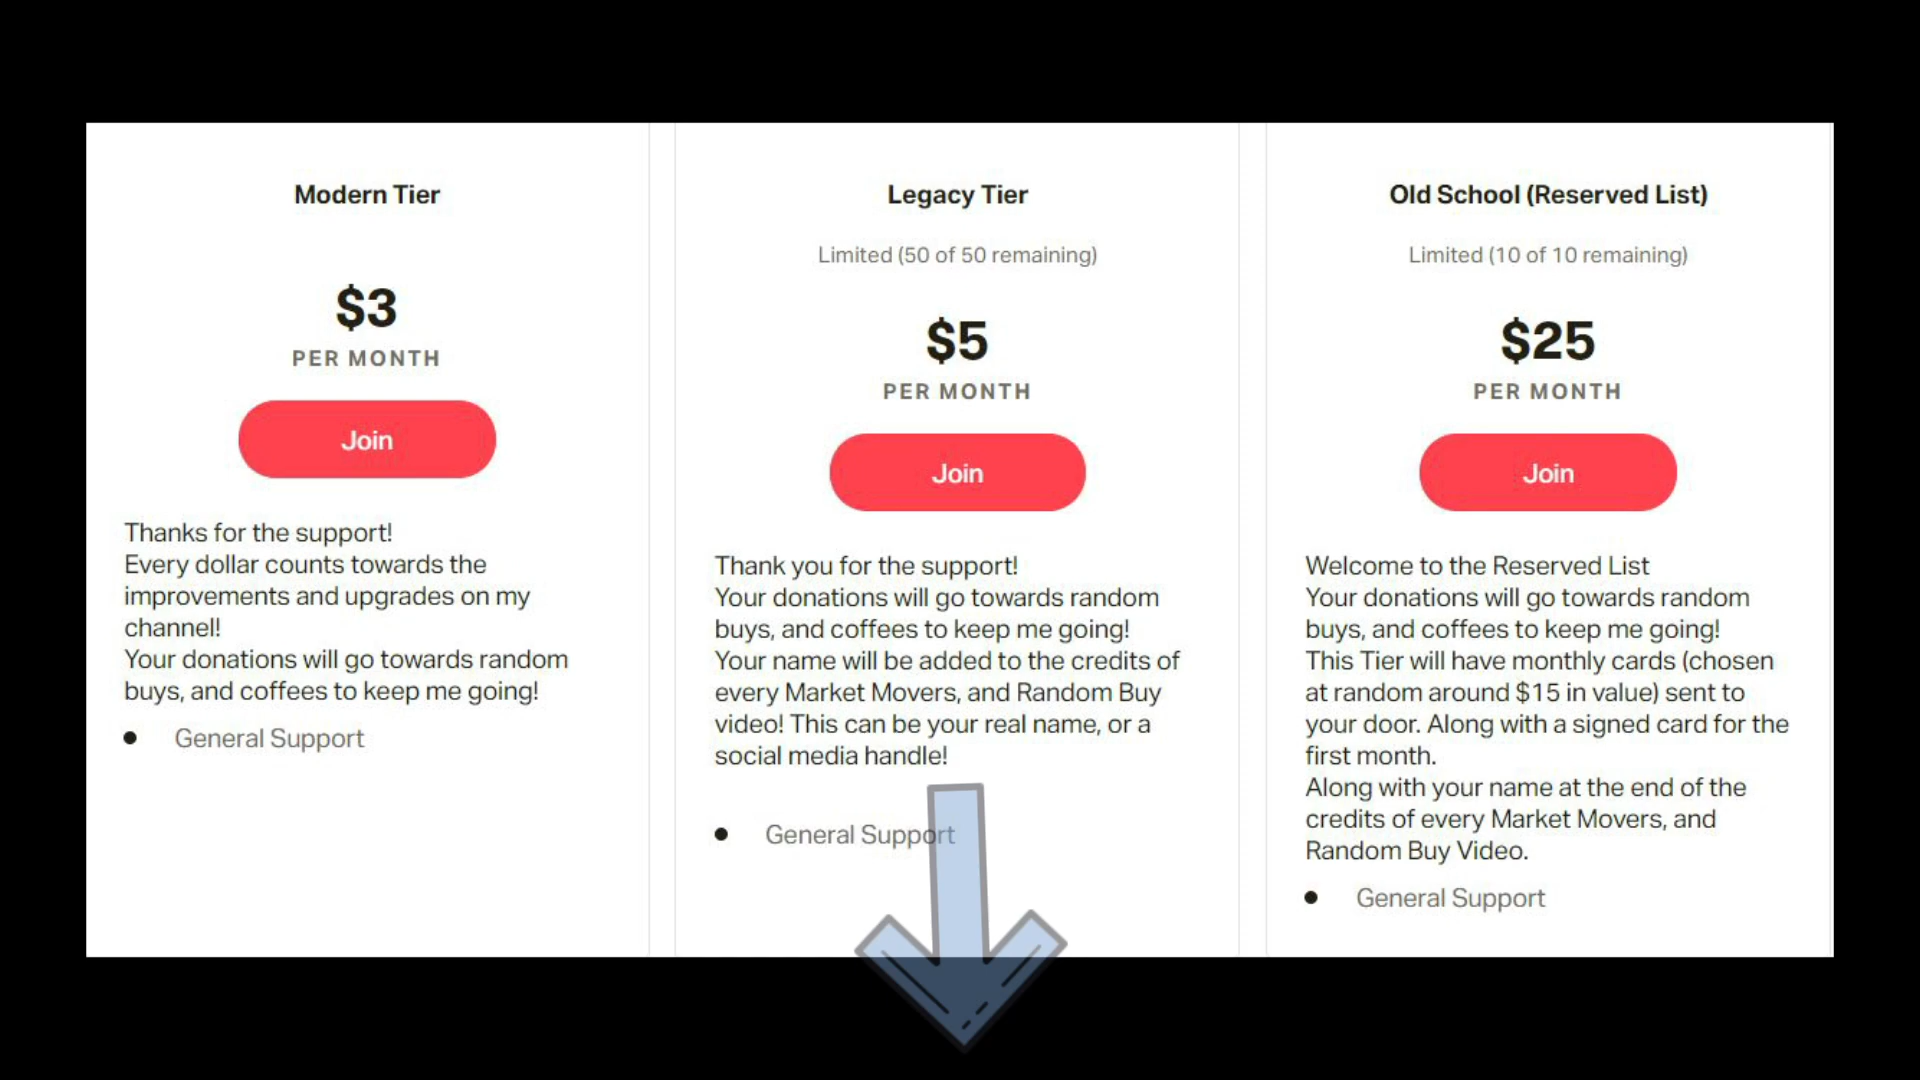 Modern Tier
$3
PER MONTH
Join
Thanks for the support!
Every dollar counts towards the
improvements and upgrades on my
channel!
Your donations will go towards random
buys, and coffees to keep me going!
General Support
Legacy Tier
Limited (50 of 50 remaining)
$5
PER MONTH
Join
Thank you for the support!
Your donations will go towards random
buys, and coffees to keep me going!
Your name will be added to the credits of
every Market Movers, and Random Buy
video! This can be your real name, or a
social media handle!
General Support
Old School (Reserved List)
Limited (10 of 10 remaining)
$25
PER MONTH
Join
Welcome to the Reserved List
Your donations will go towards random
buys, and coffees to keep me going!
This Tier will have monthly cards (chosen
at random around $15 in value) sent to
your door. Along with a signed card for the
first month.
Along with your name at the end of the
credits of every Market Movers, and
Random Buy Video.
General Support